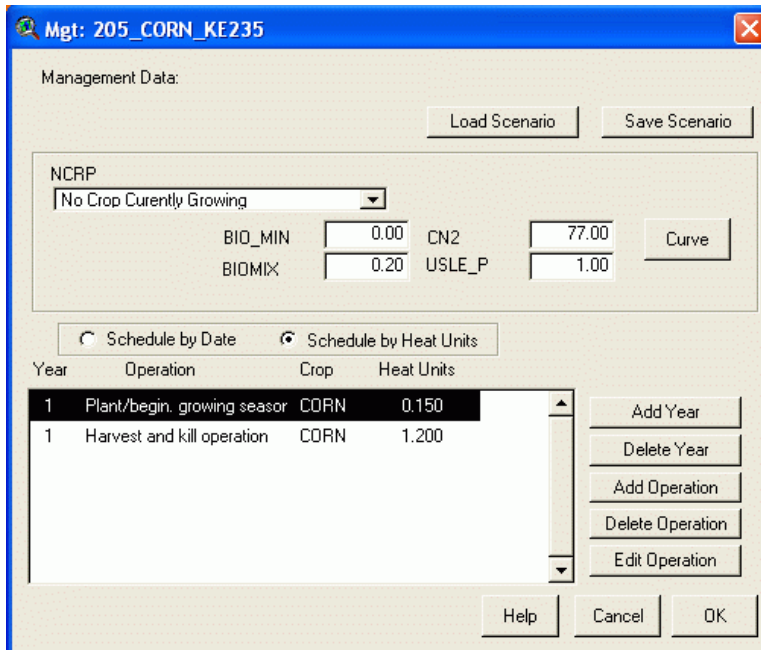 Mgt: 205_CORN_KE235
Management Data:
Load Scenario Save Scenario
NCRP
No Crop Curently Growing
BIO_MIN 0.00 CN2 77.00 Curve
BIOMIX 0.20 USLE_P 1.00
Schedule by Date Schedule by Heat Units
Year Operation Crop Heat Units
1 Plant/begin. growing seasor CORN 0.150
1 Harvest and kill operation CORN 1.200
Add Year
Delete Year
Add Operation
Delete Operation
Edit Operation
Help Cancel OK